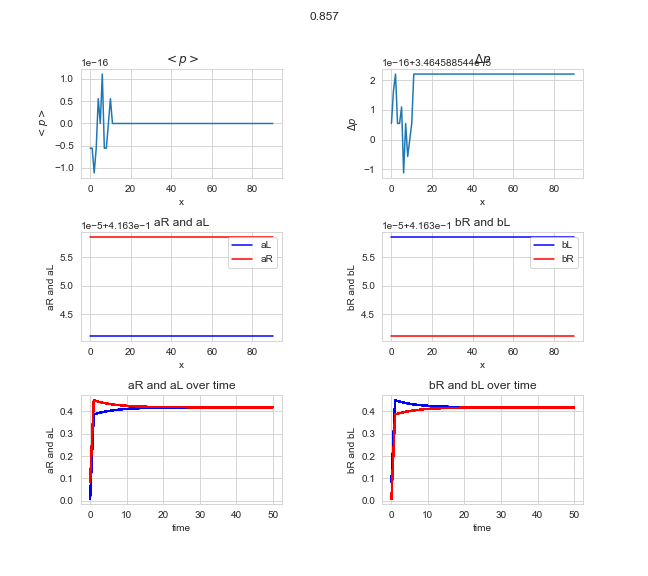 0.857
<p>
1e−16
1.0
0.5
0.0
−0.5
−1.0
<p>
0 20 40 60 80
x
Δp
1e−16+3.464588544e−5
2
1
0
−1
Δp
0 20 40 60 80
x
aR and aL
1e−5+4.163e−1
5.5
5.0
4.5
aR and aL
aL
aR
0 20 40 60 80
x
bR and bL
1e−5+4.163e−1
5.5
5.0
4.5
bR and bL
bL
bR
0 20 40 60 80
x
aR and aL over time
0.4
0.3
0.2
0.1
0.0
aR and aL
0 10 20 30 40 50
time
bR and bL over time
0.4
0.3
0.2
0.1
0.0
bR and bL
0 10 20 30 40 50
time